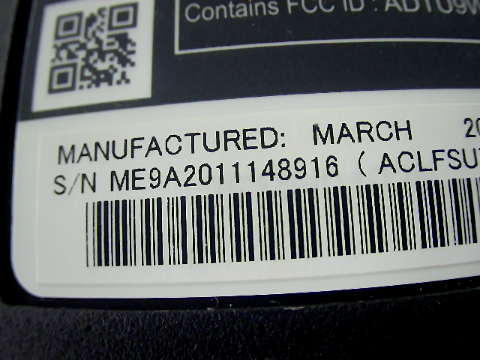 Contains FCC ID : ADTU9W
MANUFACTURED: MARCH 20
S/N ME9A2011148916 ( ACLFSU